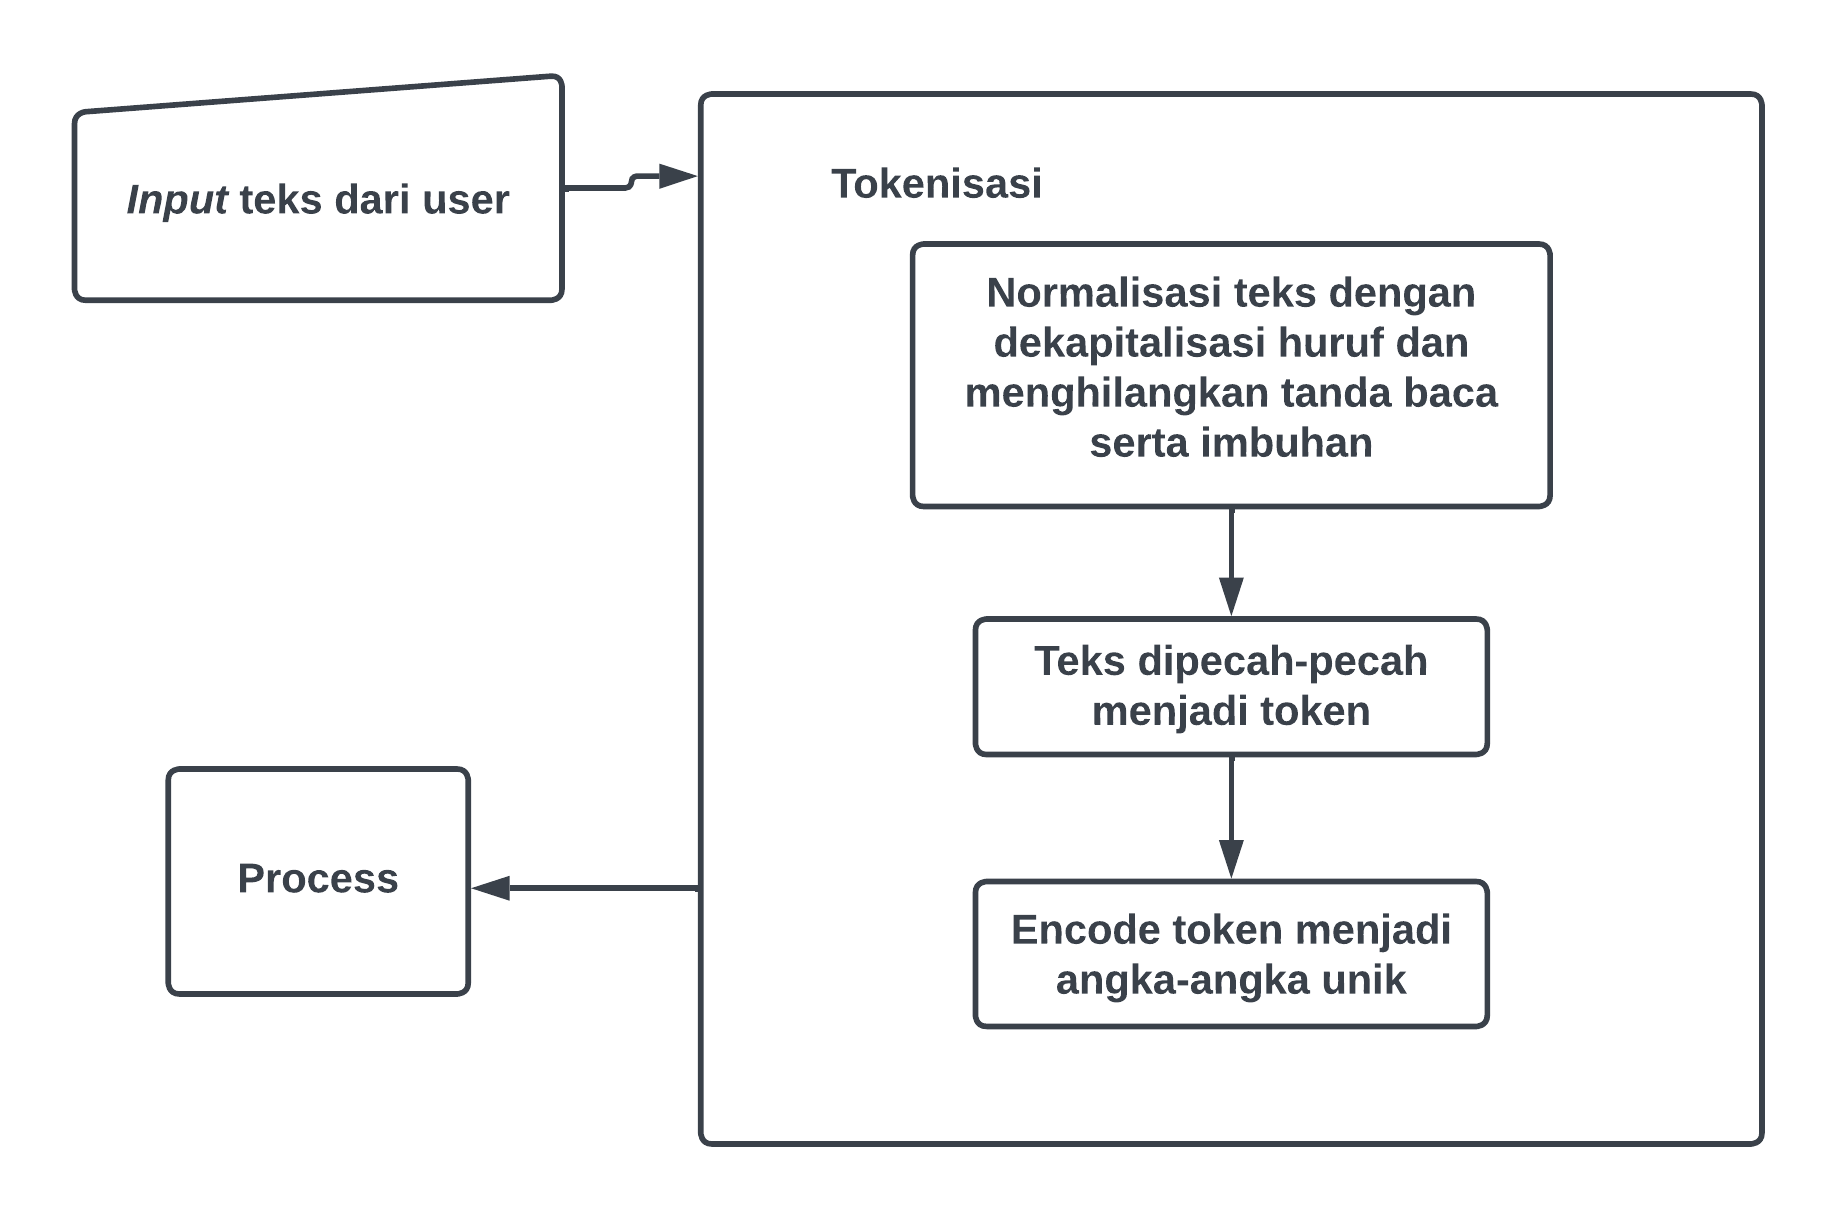 Input teks dari user
Tokenisasi
Normalisasi teks dengan
dekapitalisasi huruf dan
menghilangkan tanda baca
serta imbuhan
Teks dipecah-pecah
menjadi token
Encode token menjadi
angka-angka unik
Process